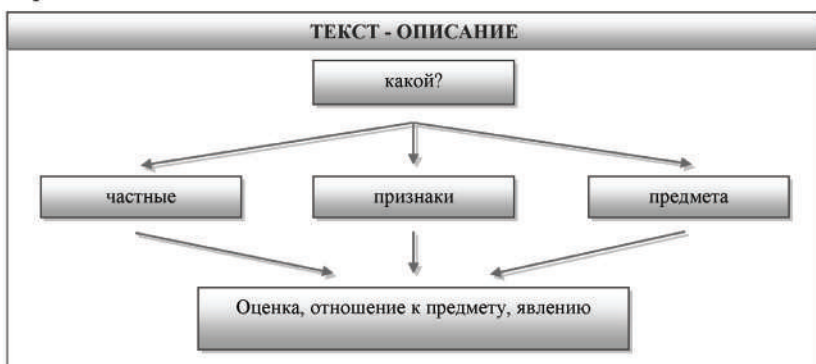 ТЕКСТ - ОПИСАНИЕ
какой?
частные
признаки
предмета
Оценка, отношение к предмету, явлению